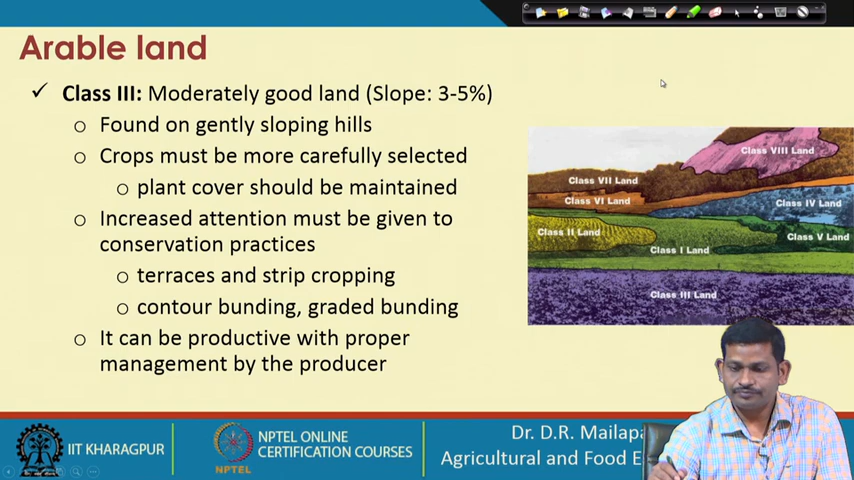 Arable land
✓ Class III: Moderately good land (Slope: 3-5%)
o Found on gently sloping hills
o Crops must be more carefully selected
o plant cover should be maintained
o Increased attention must be given to
conservation practices
o terraces and strip cropping
o contour bunding, graded bunding
o It can be productive with proper
management by the producer
Class VIII Land
Class VII Land
Class VI Land
Class IV Land
Class II Land
Class V Land
Class I Land
Class III Land
IIT KHARAGPUR
NPTEL
NPTEL ONLINE
CERTIFICATION COURSES
Dr. D.R.
Agricultural and Food